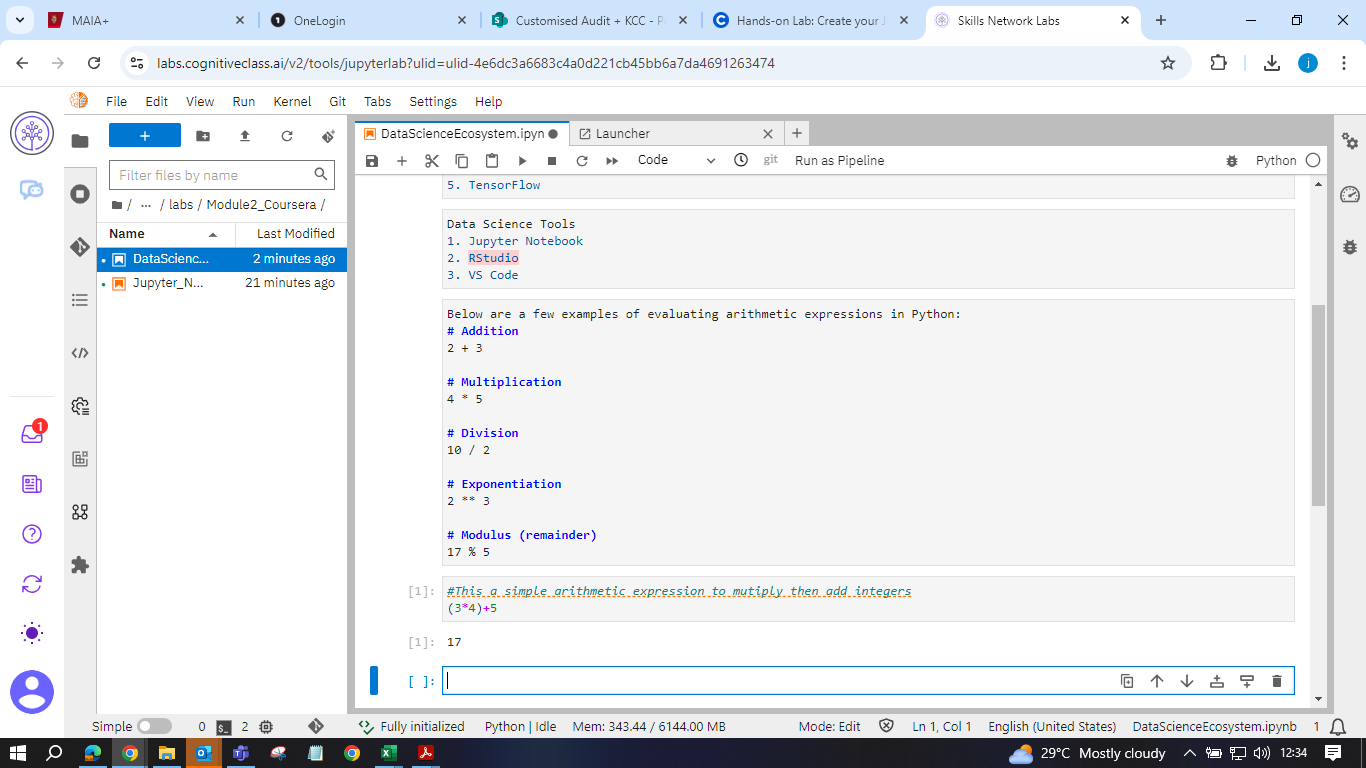 MAIA+
OneLogin
Customised Audit + KCC - P
Hands-on Lab: Create your J
Skills Network Labs
labs.cognitiveclass.ai/v2/tools/jupyterlab?ulid=ulid-4e6dc3a6683c4a0d221cb45bb6a7da4691263474
j
File Edit View Run Kernel Git Tabs Settings Help
DataScienceEcosystem.ipyn
Launcher
Code
git
Run as Pipeline
Python
Filter files by name
/ ... / labs / Module2_Coursera /
Name Last Modified
DataScienc... 2 minutes ago
Jupyter_N... 21 minutes ago
1
5. TensorFlow
Data Science Tools
1. Jupyter Notebook
2. RStudio
3. VS Code
Below are a few examples of evaluating arithmetic expressions in Python:
# Addition
2 + 3
# Multiplication
4 * 5
# Division
10 / 2
# Exponentiation
2 ** 3
# Modulus (remainder)
17 % 5
[1]: #This a simple arithmetic expression to mutiply then add integers
(3*4)+5
[1]: 17
[ ]:
Simple 0 2 Fully initialized Python | Idle Mem: 343.44 / 6144.00 MB Mode: Edit Ln 1, Col 1 English (United States) DataScienceEcosystem.ipynb 1
29°C Mostly cloudy 12:34